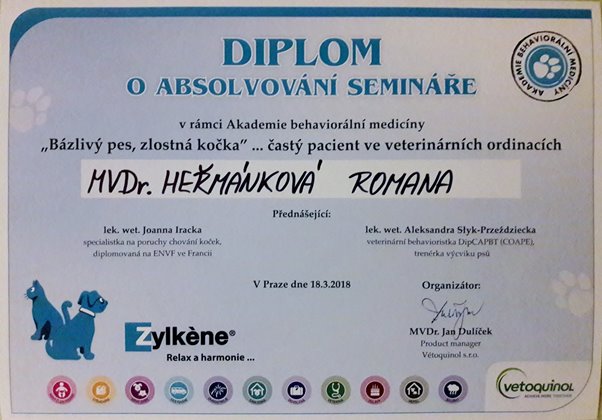 DIPLOM
O ABSOLVOVÁNÍ SEMINÁŘE
AKADEMIE BEHAVIORÁLNÍ MEDICÍNY
v rámci Akademie behaviorální medicíny
„Bázlivý pes, zlostná kočka" ... častý pacient ve veterinárních ordinacích
MVDr. HEŘMÁNKOVÁ ROMANA
Přednášející:
lek. wet. Joanna Iracka
specialistka na poruchy chování koček,
diplomovaná na ENVF ve Francii
lek. wet. Aleksandra Słyk-Przeździecka
veterinární behavioristka DipCAPBT (COAPE),
trenérka výcviku psů
V Praze dne 18.3.2018
Organizátor:
MVDr. Jan Dulíček
Product manager
Vétoquinol s.r.o.
Zylkène®
Relax a harmonie ...
vetoquinol
ACHIEVE MORE TOGETHER